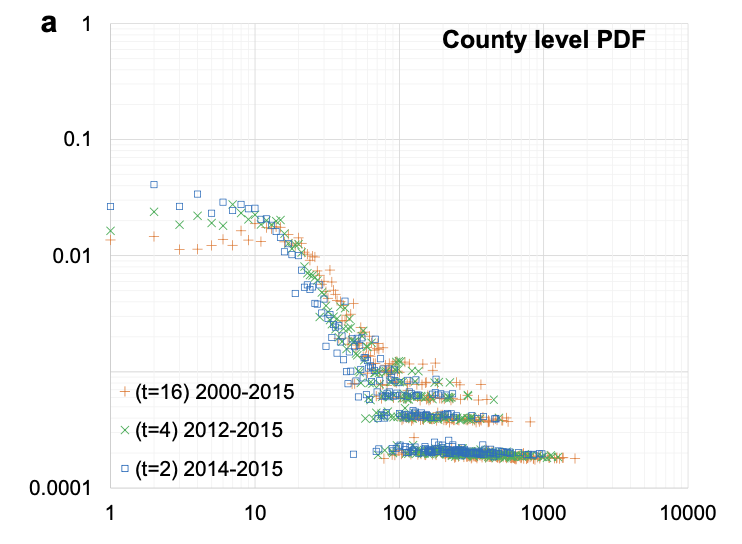 a
County level PDF
1
0.1
0.01
0.0001
(t=16) 2000-2015
(t=4) 2012-2015
(t=2) 2014-2015
1 10 100 1000 10000